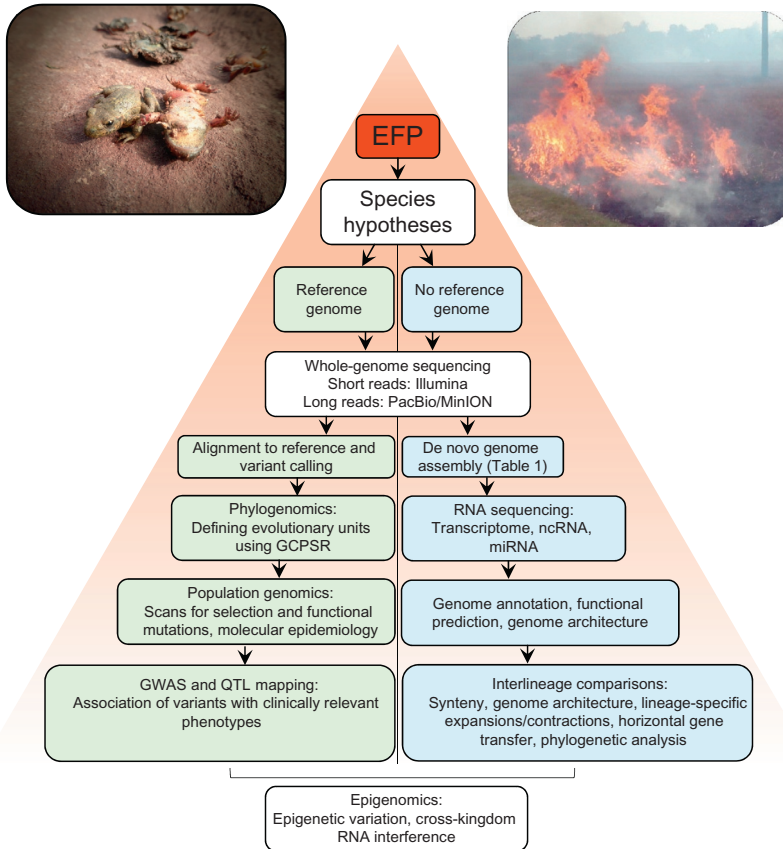 EFP
Species
hypotheses
Reference
genome
No reference
genome
Whole-genome sequencing
Short reads: Illumina
Long reads: PacBio/MinION
Alignment to reference and
variant calling
De novo genome
assembly (Table 1)
Phylogenomics:
Defining evolutionary units
using GCPSR
RNA sequencing:
Transcriptome, ncRNA,
miRNA
Population genomics:
Scans for selection and functional
mutations, molecular epidemiology
Genome annotation, functional
prediction, genome architecture
GWAS and QTL mapping:
Association of variants with clinically relevant
phenotypes
Interlineage comparisons:
Synteny, genome architecture, lineage-specific
expansions/contractions, horizontal gene
transfer, phylogenetic analysis
Epigenomics:
Epigenetic variation, cross-kingdom
RNA interference